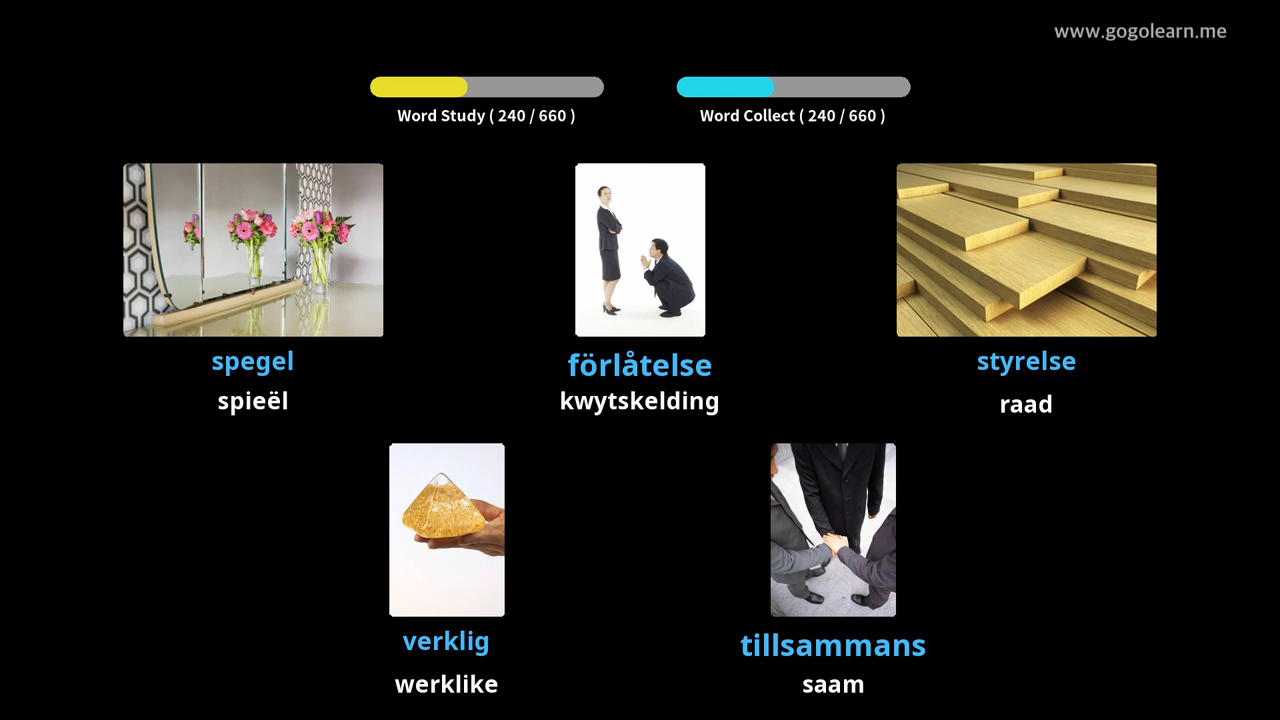 www.gogolearn.me
Word Study ( 240 / 660 )
Word Collect ( 240 / 660 )
spegel
spieël
förlåtelse
kwytskelding
styrelse
raad
verklig
werklike
tillsammans
saam